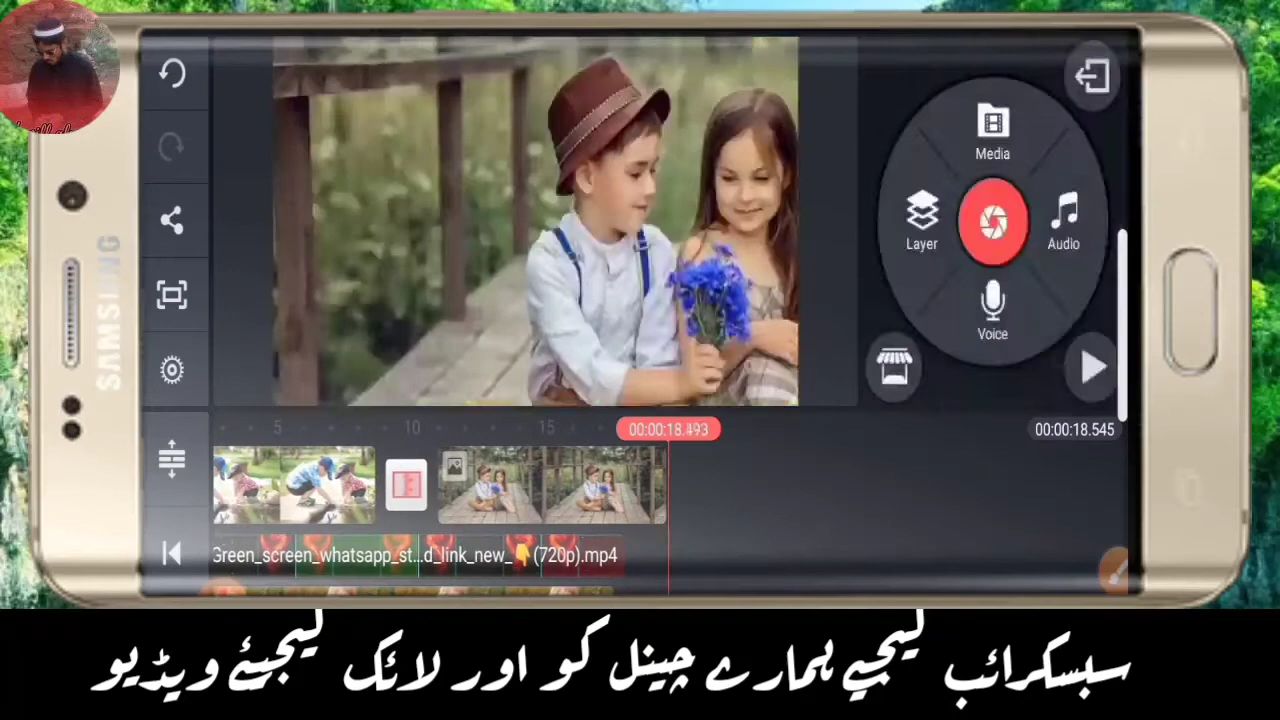 SAMSUNG
Media
Layer
Audio
Voice
5 10 15
00:00:18.493
00:00:18.545
Green_screen_whatsapp_st...d_link_new_👇(720p).mp4
سبسکرائب کیجیے ہمارے چینل کو اور لائک کیجیئے ویڈیو